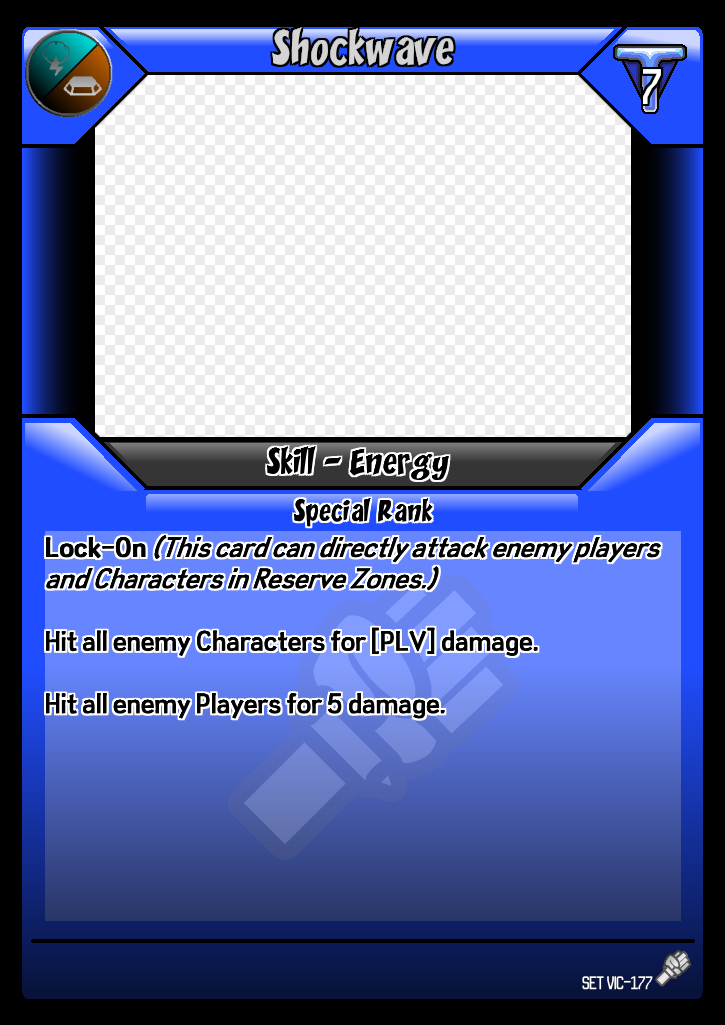 Shockwave
7
Skill - Energy
Special Rank
Lock-On (This card can directly attack enemy players
and Characters in Reserve Zones.)
Hit all enemy Characters for [PLV] damage.
Hit all enemy Players for 5 damage.
SET VIC-177